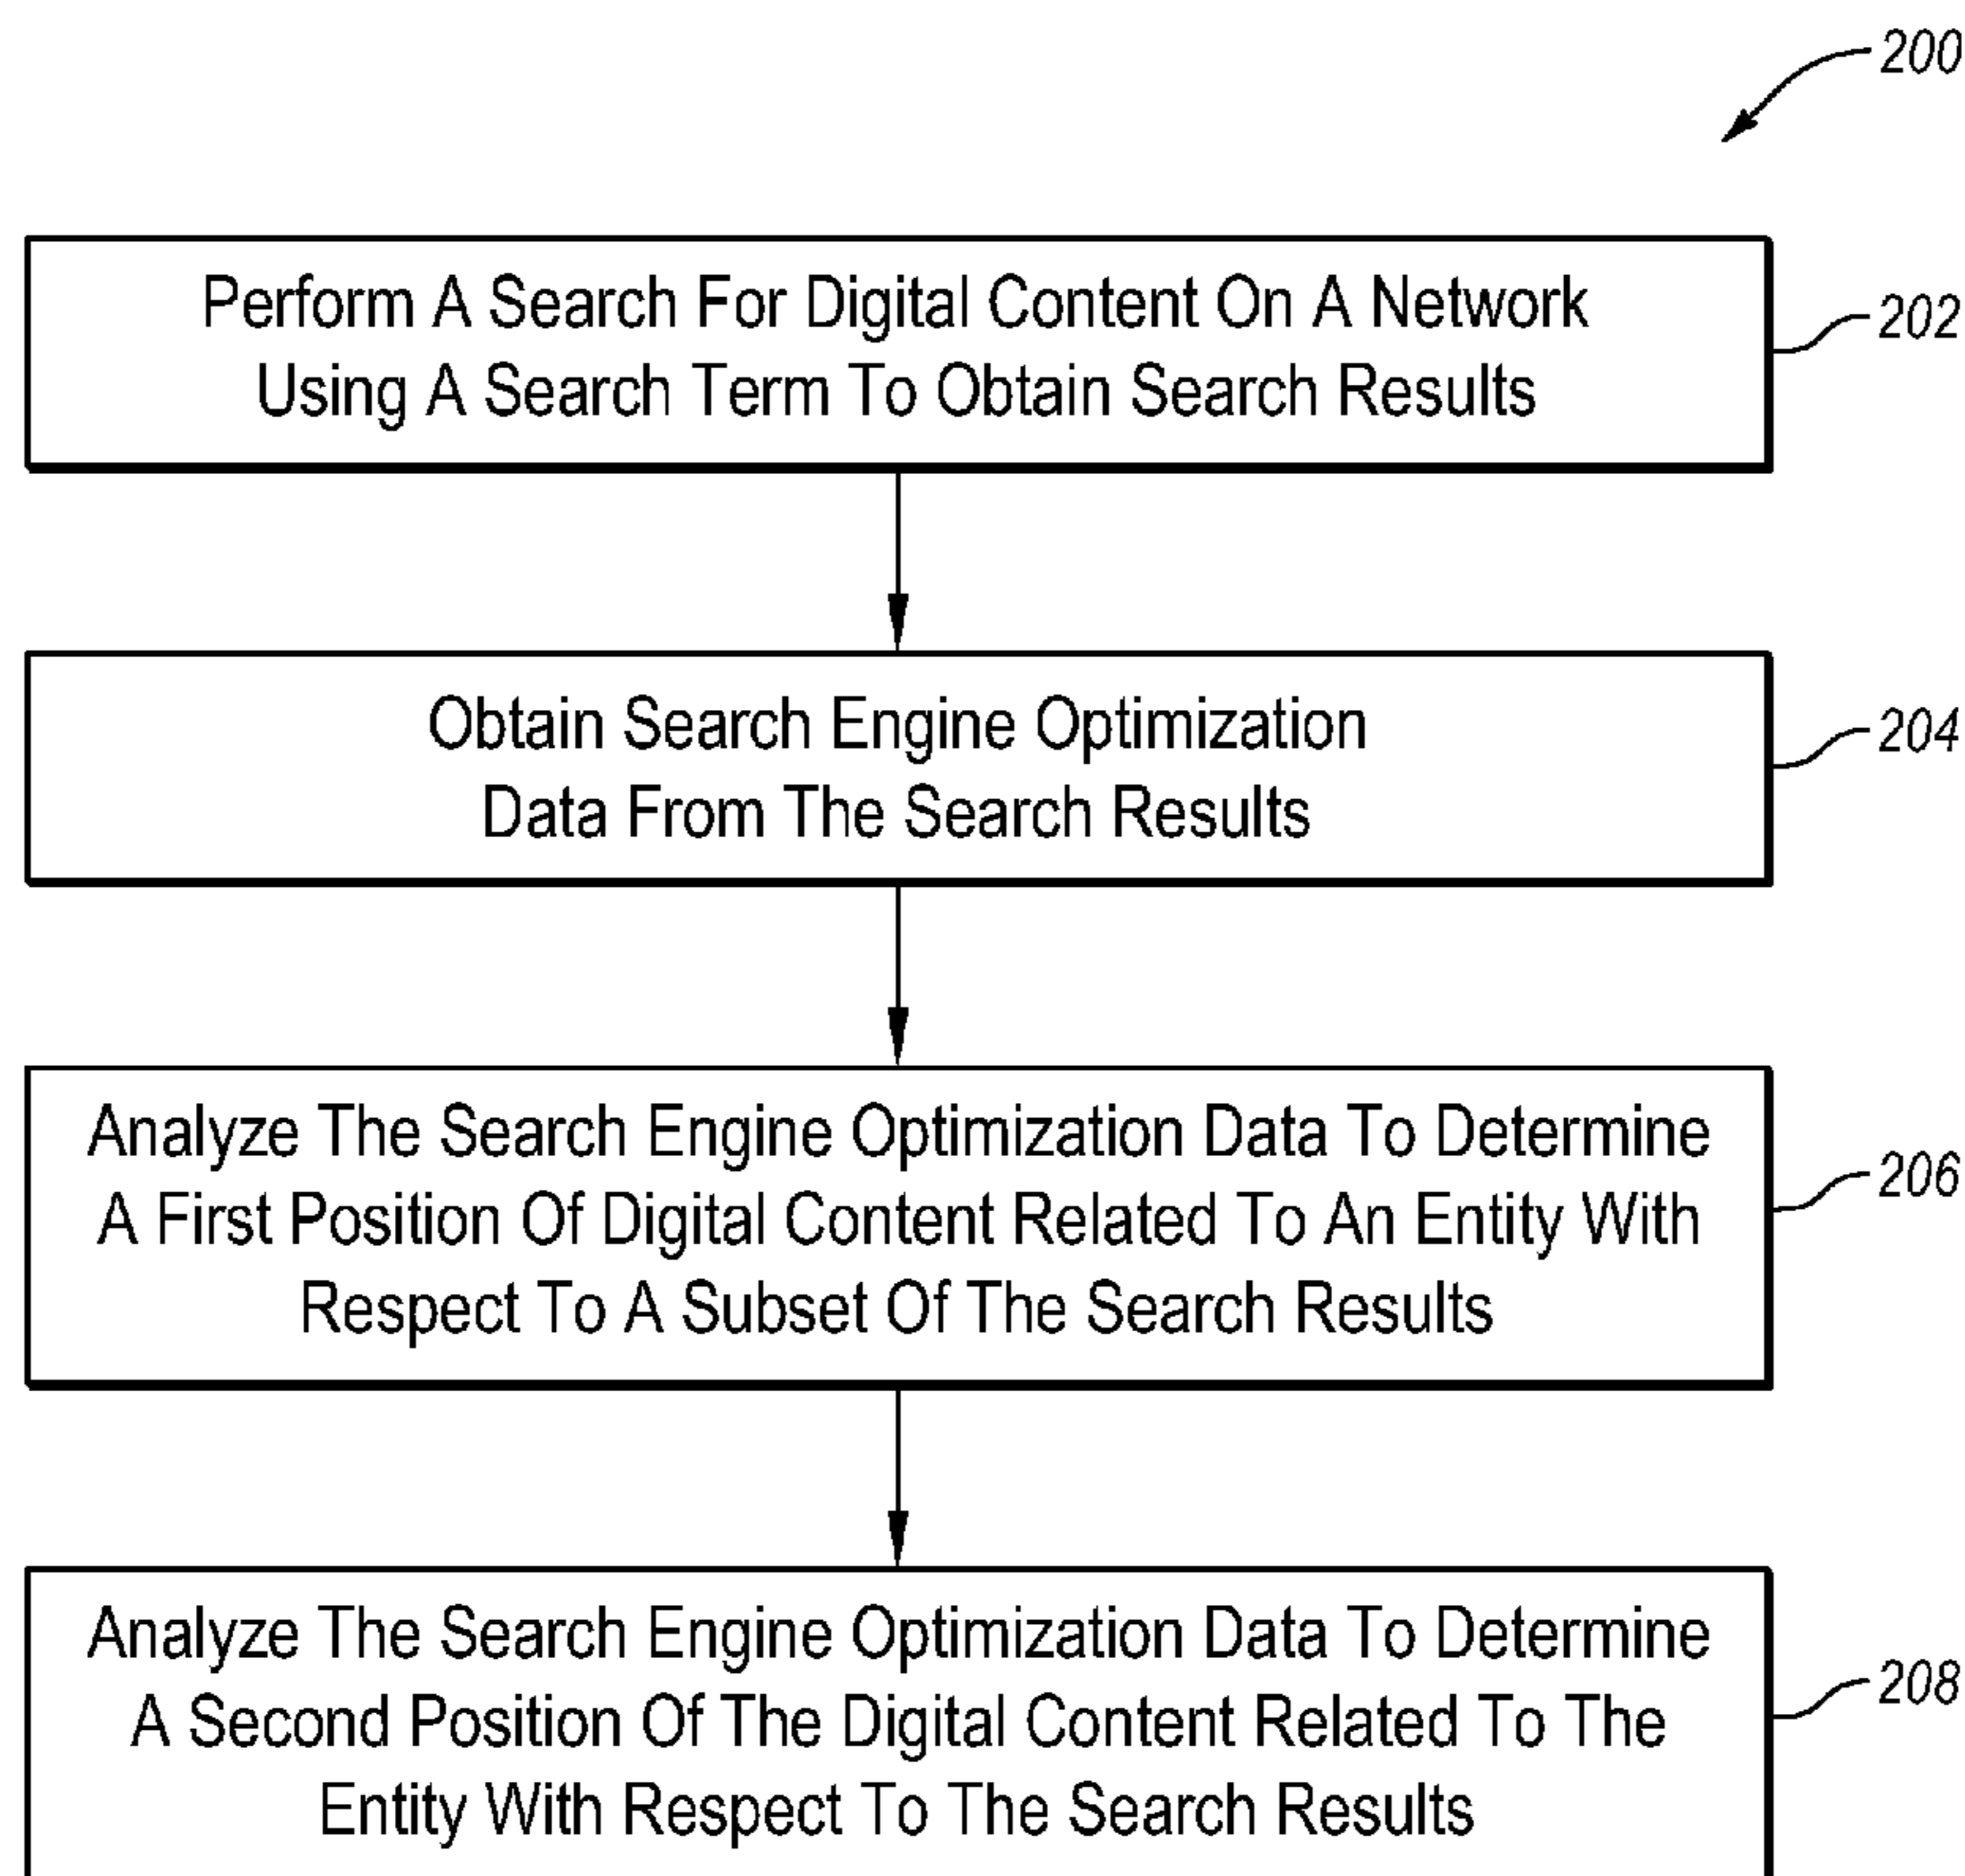 200
Perform A Search For Digital Content On A Network
Using A Search Term To Obtain Search Results
202
Obtain Search Engine Optimization
Data From The Search Results
204
Analyze The Search Engine Optimization Data To Determine
A First Position Of Digital Content Related To An Entity With
Respect To A Subset Of The Search Results
206
Analyze The Search Engine Optimization Data To Determine
A Second Position Of The Digital Content Related To The
Entity With Respect To The Search Results
208